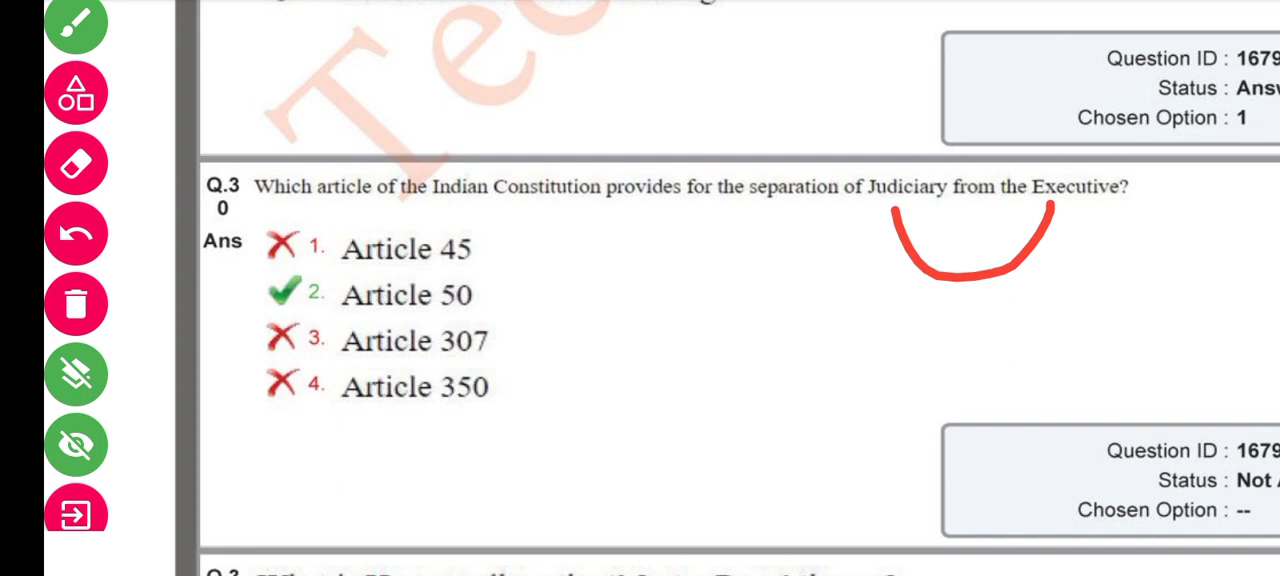 Tec
Question ID : 1679
Status : Answ
Chosen Option : 1
Q.3 Which article of the Indian Constitution provides for the separation of Judiciary from the Executive?
0
Ans 1. Article 45
2. Article 50
3. Article 307
4. Article 350
Question ID : 1679
Status : Not
Chosen Option : --